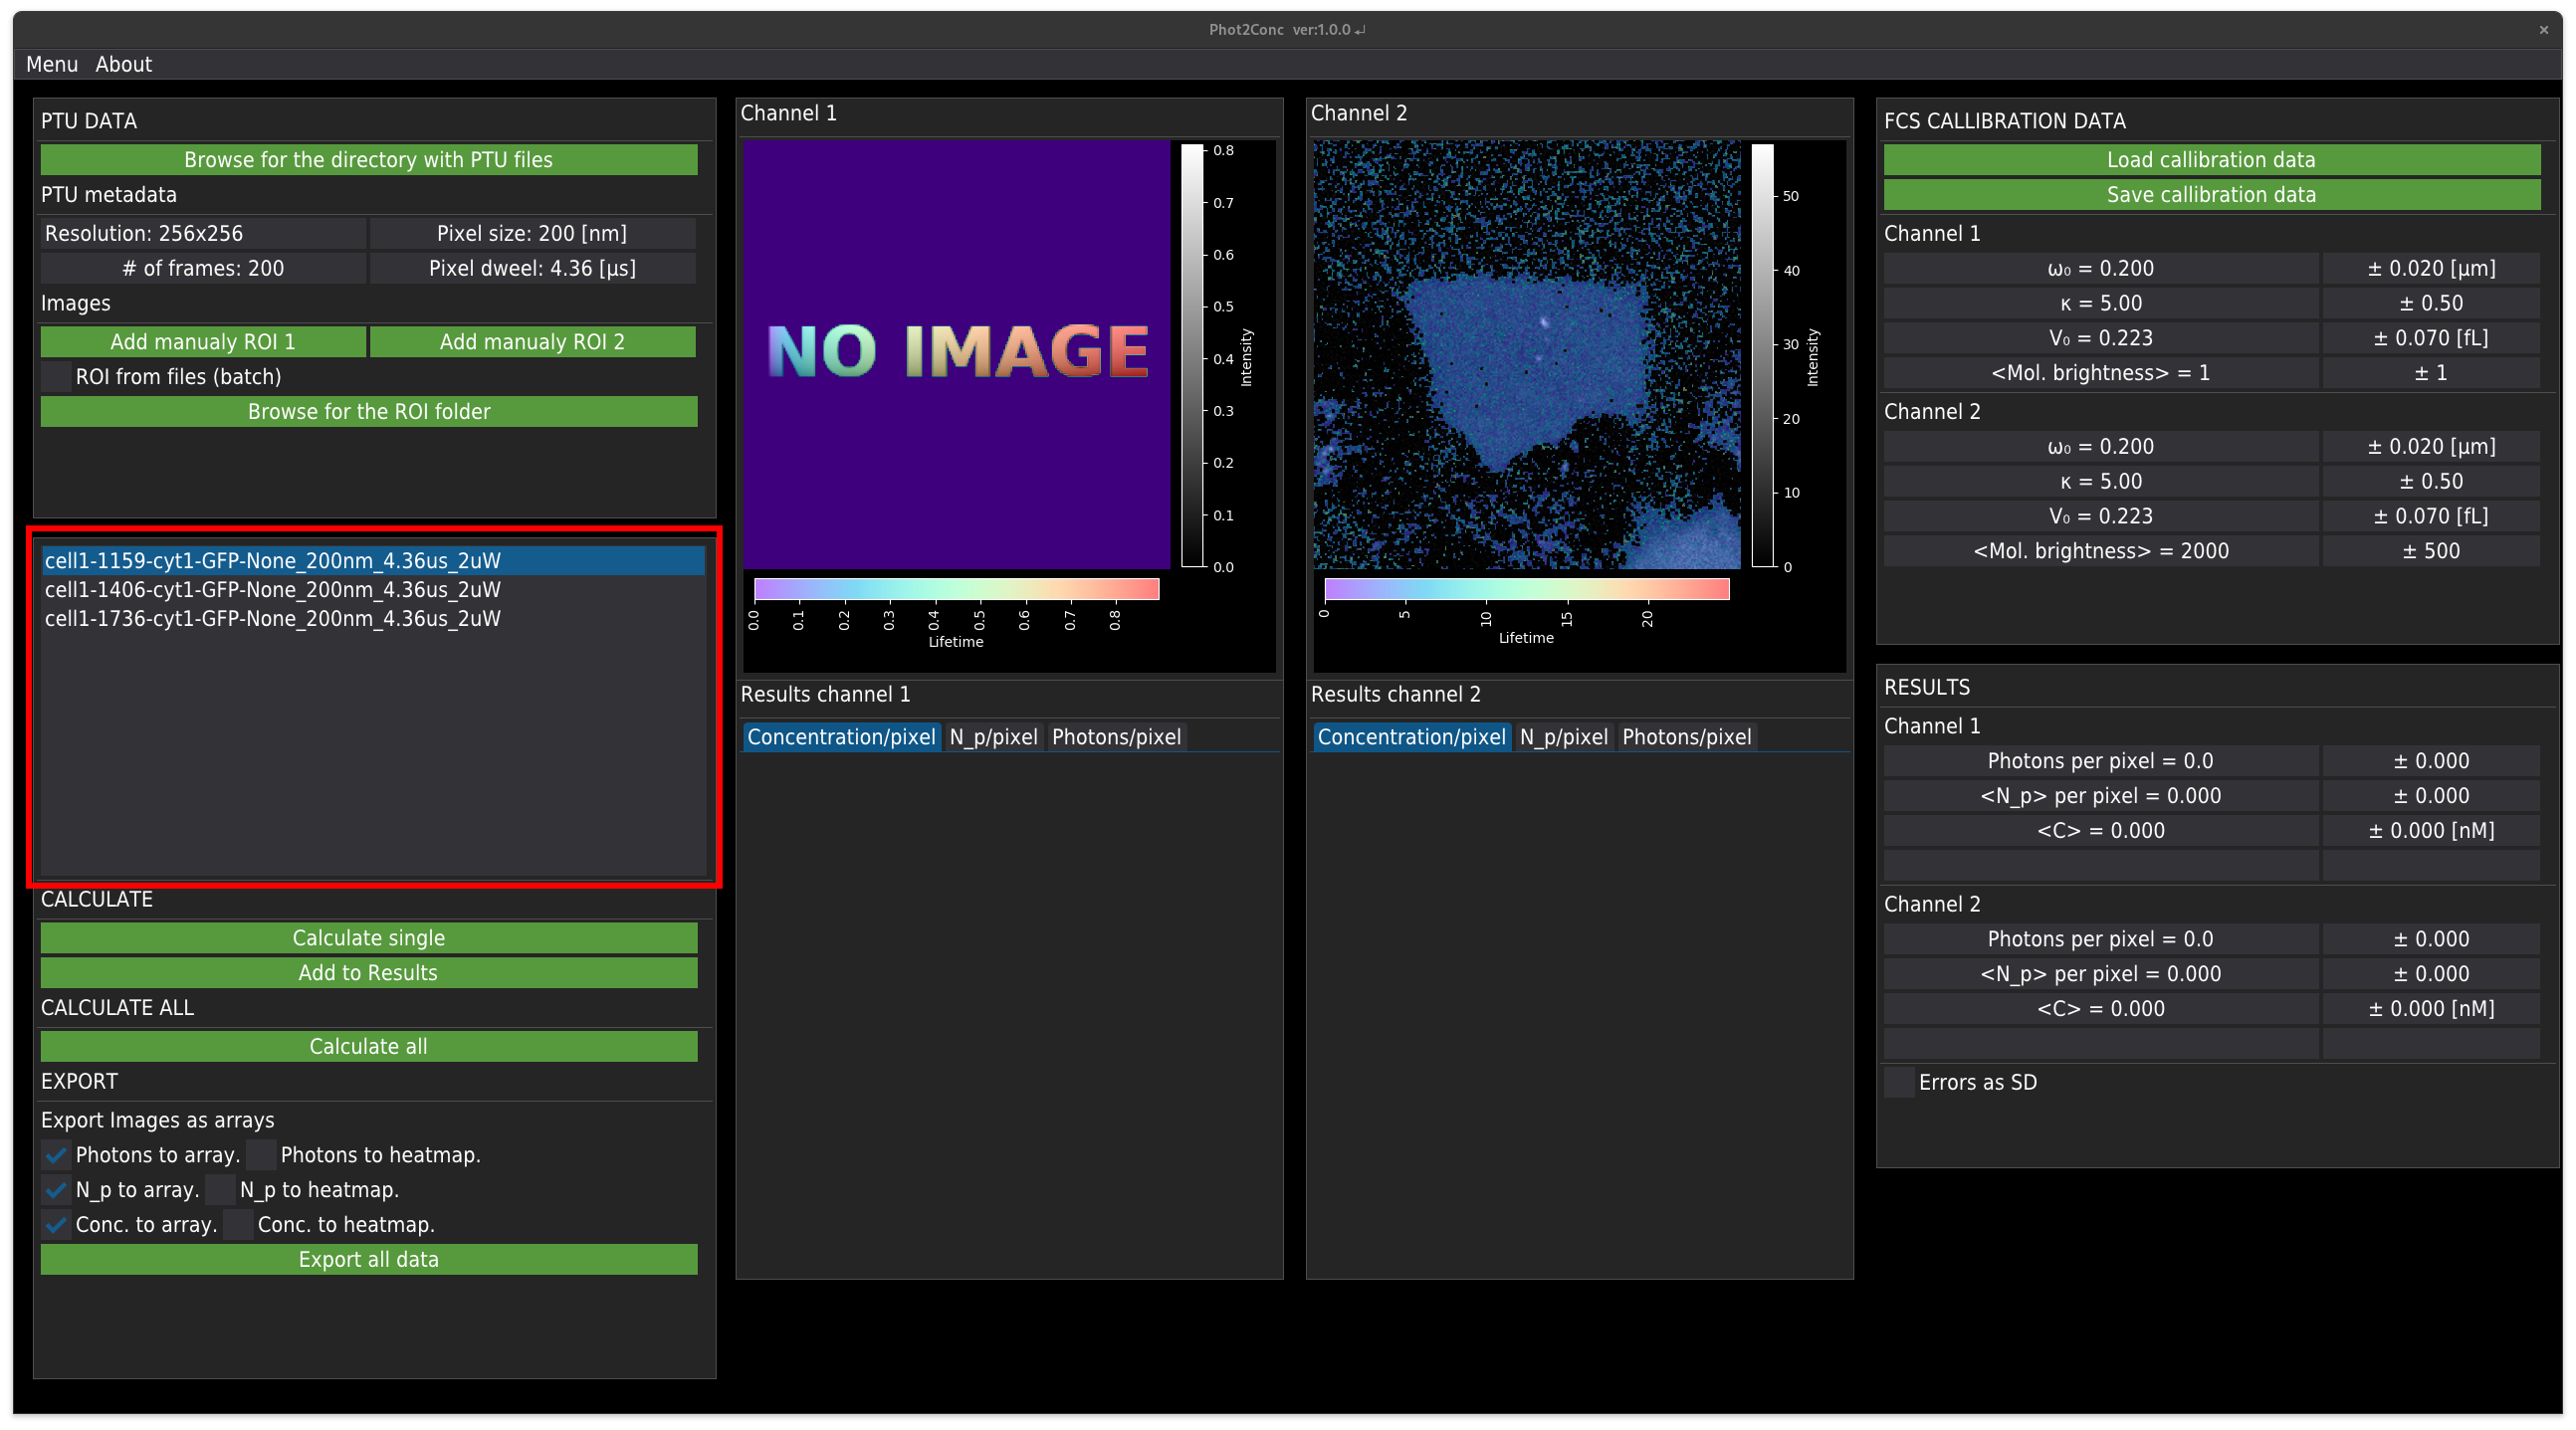 Phot2Conc ver:1.0.0 ↵
×
Menu About
PTU DATA
Browse for the directory with PTU files
PTU metadata
Resolution: 256x256
Pixel size: 200 [nm]
# of frames: 200
Pixel dweel: 4.36 [µs]
Images
Add manualy ROI 1
Add manualy ROI 2
ROI from files (batch)
Browse for the ROI folder
cell1-1159-cyt1-GFP-None_200nm_4.36us_2uW
cell1-1406-cyt1-GFP-None_200nm_4.36us_2uW
cell1-1736-cyt1-GFP-None_200nm_4.36us_2uW
CALCULATE
Calculate single
Add to Results
CALCULATE ALL
Calculate all
EXPORT
Export Images as arrays
Photons to array. Photons to heatmap.
N_p to array. N_p to heatmap.
Conc. to array. Conc. to heatmap.
Export all data
Channel 1
NO IMAGE
0.8
0.7
0.6
0.5
0.4
0.3
0.2
0.1
0.0
Intensity
0.0 0.1 0.2 0.3 0.4 0.5 0.6 0.7 0.8
Lifetime
Results channel 1
Concentration/pixel N_p/pixel Photons/pixel
Channel 2
50
40
30
20
10
0
Intensity
0 5 10 15 20
Lifetime
Results channel 2
Concentration/pixel N_p/pixel Photons/pixel
FCS CALLIBRATION DATA
Load callibration data
Save callibration data
Channel 1
ω₀ = 0.200 ± 0.020 [µm]
κ = 5.00 ± 0.50
V₀ = 0.223 ± 0.070 [fL]
<Mol. brightness> = 1 ± 1
Channel 2
ω₀ = 0.200 ± 0.020 [µm]
κ = 5.00 ± 0.50
V₀ = 0.223 ± 0.070 [fL]
<Mol. brightness> = 2000 ± 500
RESULTS
Channel 1
Photons per pixel = 0.0 ± 0.000
<N_p> per pixel = 0.000 ± 0.000
<C> = 0.000 ± 0.000 [nM]
Channel 2
Photons per pixel = 0.0 ± 0.000
<N_p> per pixel = 0.000 ± 0.000
<C> = 0.000 ± 0.000 [nM]
Errors as SD